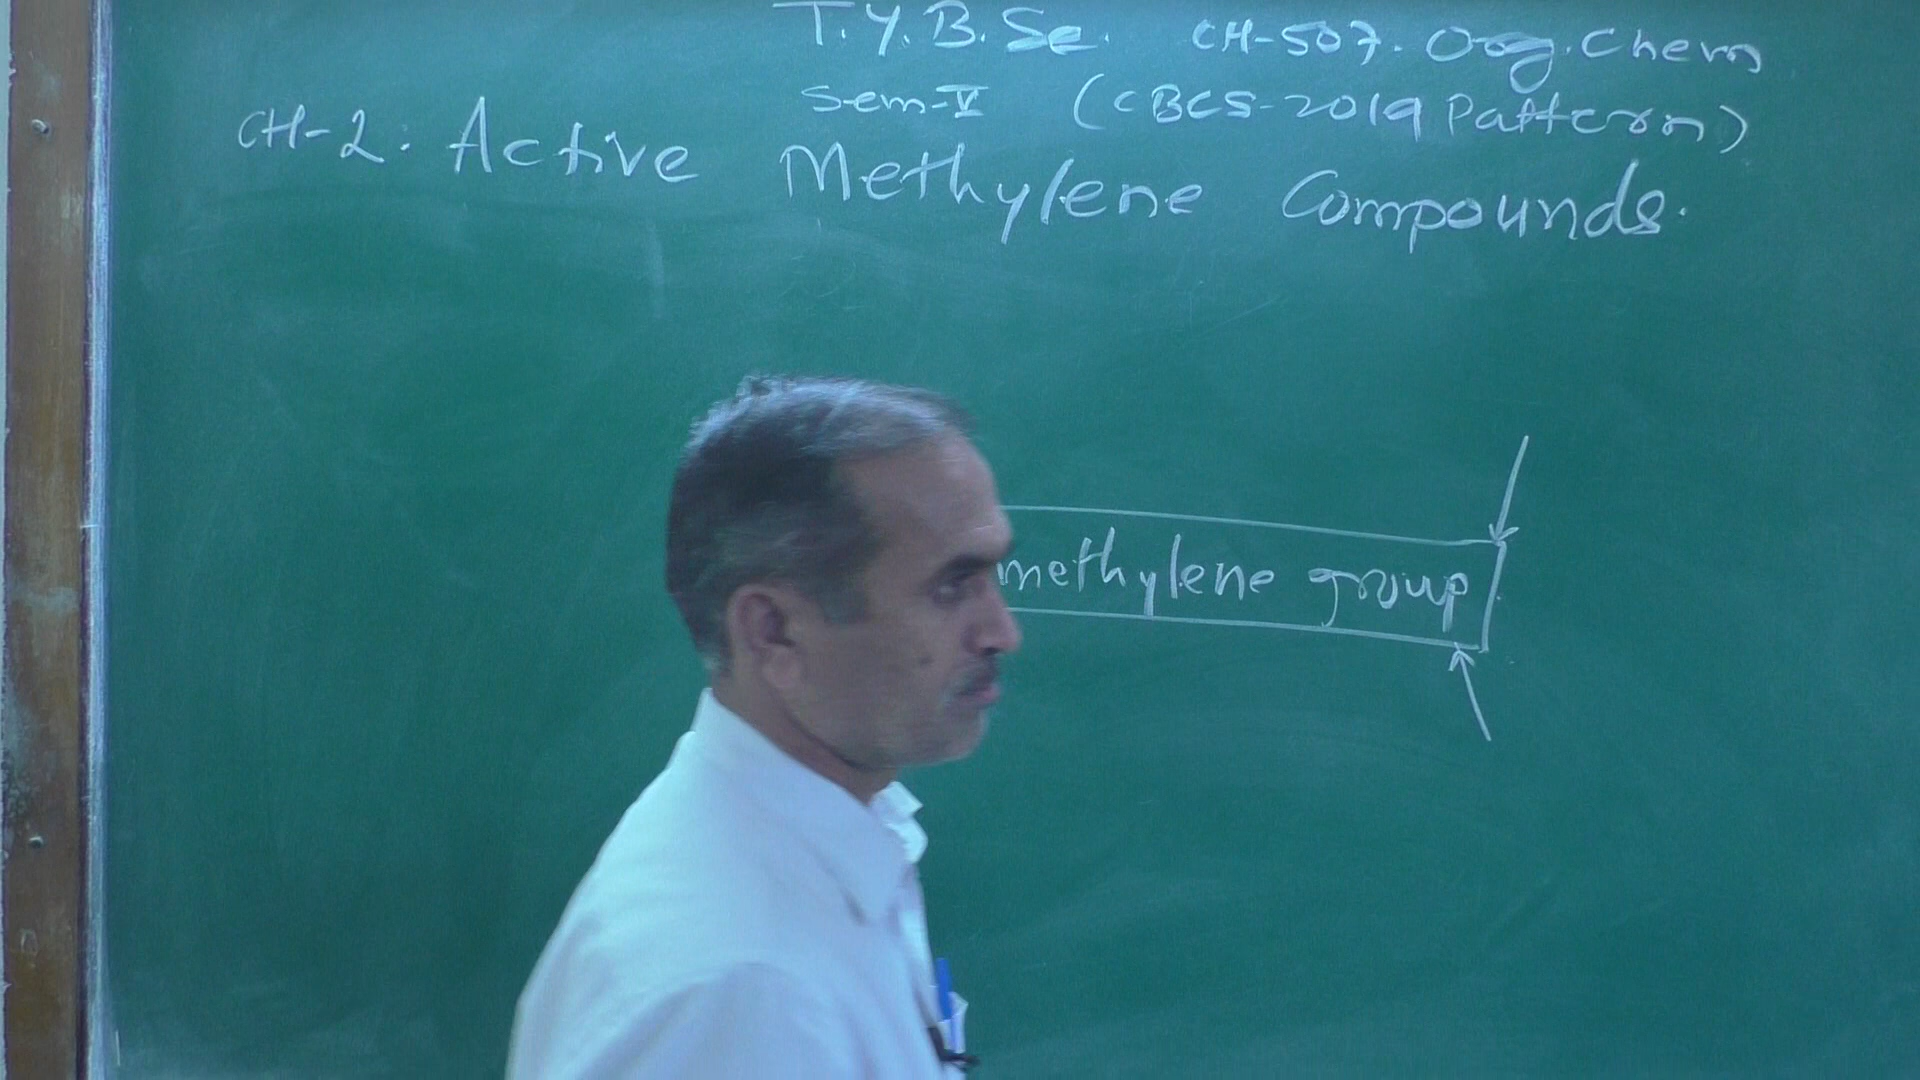 T.Y.B.Sc. CH-507. Org. Chem
Sem-V (CBCS-2019 Pattern)
CH-2: Active Methylene Compounds.
methylene group